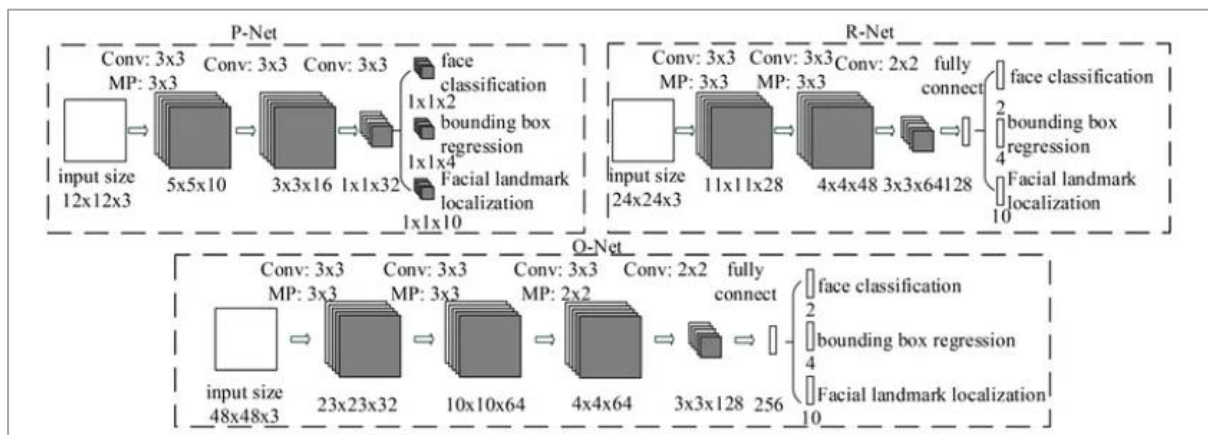 P-Net
Conv: 3x3 Conv: 3x3 Conv: 3x3
MP: 3x3
face
classification
1x1x2
bounding box
regression
1x1x4
Facial landmark
localization
1x1x10
input size
12x12x3
5x5x10
3x3x16
1x1x32
R-Net
Conv: 3x3 Conv: 3x3 Conv: 2x2 fully
MP: 3x3 MP: 3x3 connect
face classification
2
bounding box
regression
4
Facial landmark
localization
10
input size
24x24x3
11x11x28
4x4x48
3x3x64
128
O-Net
Conv: 3x3 Conv: 3x3 Conv: 3x3 Conv: 2x2 fully
MP: 3x3 MP: 3x3 MP: 2x2 connect
face classification
2
bounding box regression
4
Facial landmark localization
10
input size
48x48x3
23x23x32
10x10x64
4x4x64
3x3x128
256